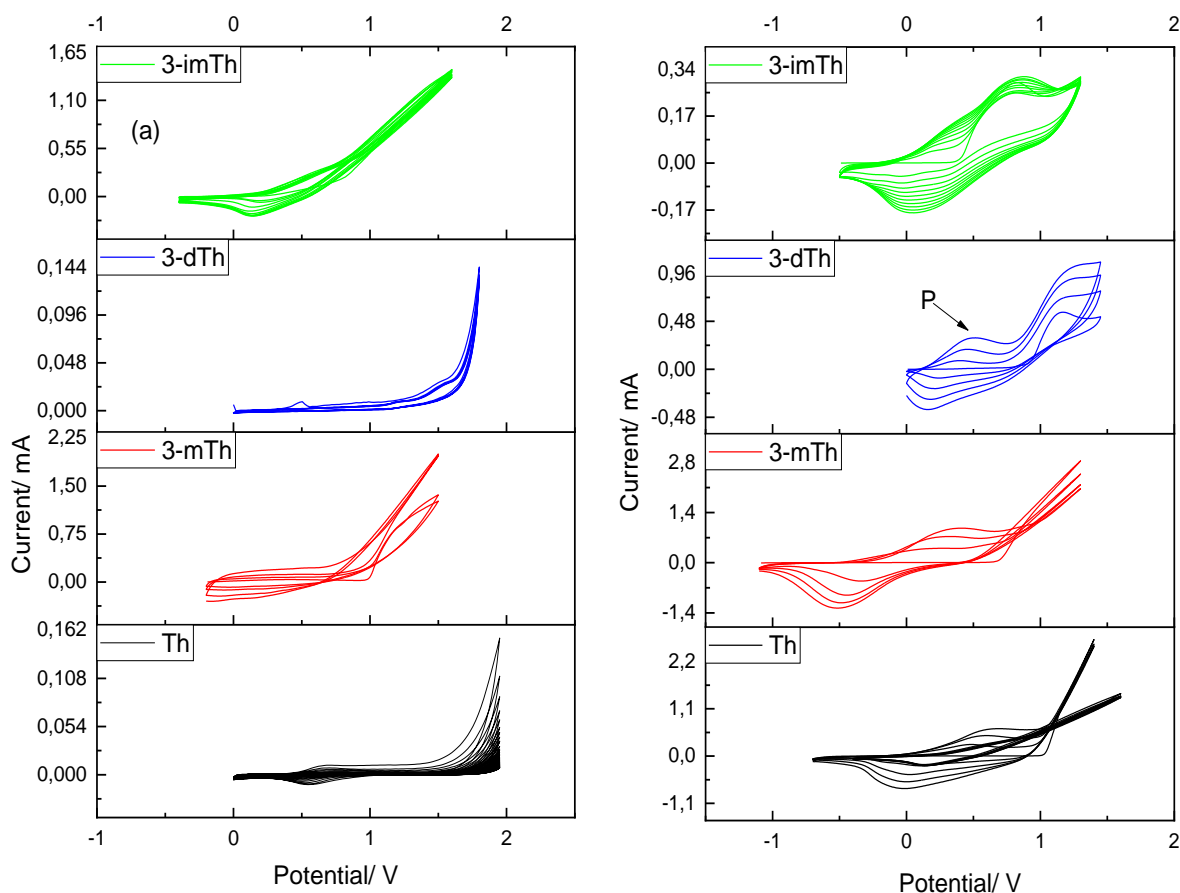 -1 0 1 2
1,65
1,10
0,55
0,00
3-imTh
(a)
0,144
0,096
0,048
0,000
3-dTh
2,25
1,50
0,75
0,00
3-mTh
0,162
0,108
0,054
0,000
Th
Current/ mA
-1 0 1 2
Potential/ V
-1 0 1 2
0,34
0,17
0,00
-0,17
3-imTh
0,96
0,48
0,00
-0,48
3-dTh
P
2,8
1,4
0,0
-1,4
3-mTh
2,2
1,1
0,0
-1,1
Th
Current/ mA
-1 0 1 2
Potential/ V